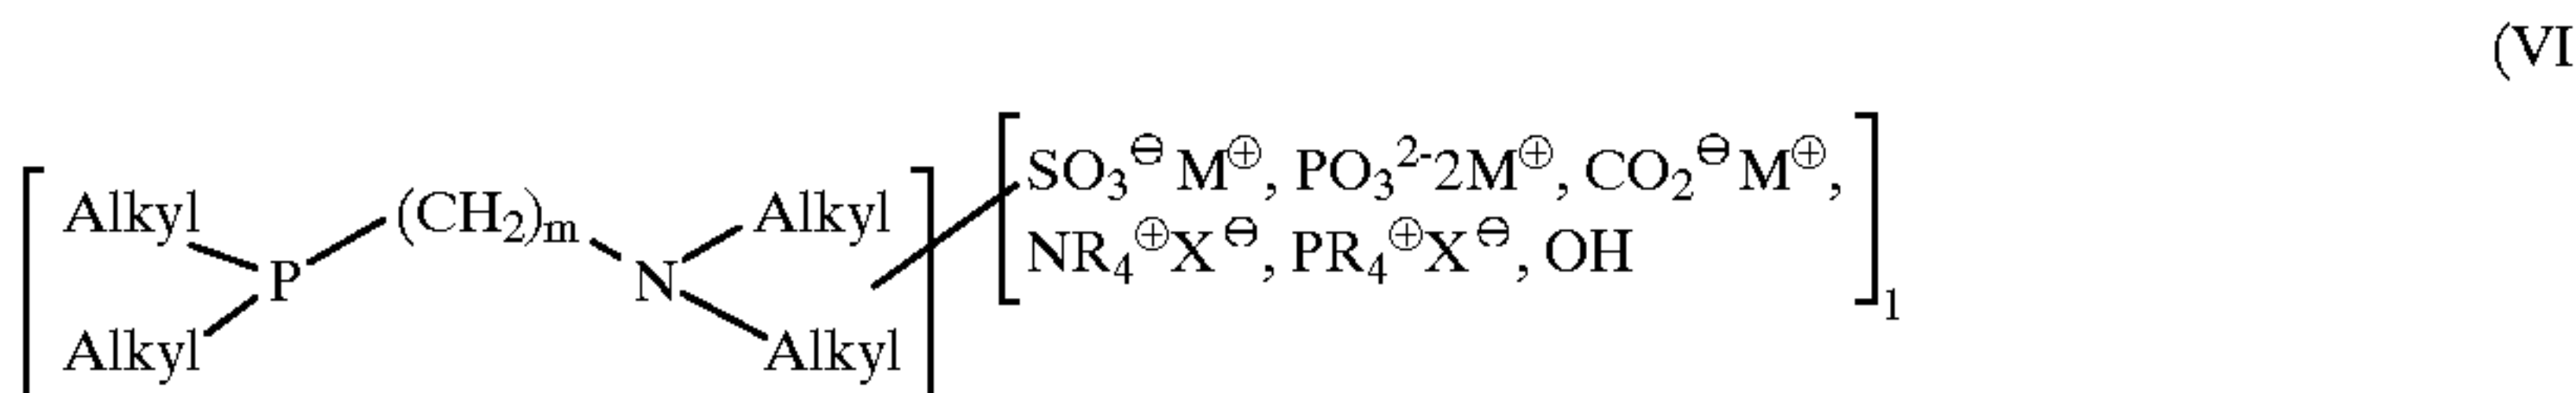 (VI
SO₃⊖ M⊕, PO₃²⁻2M⊕, CO₂⊖M⊕,
Alkyl (CH₂)ₘ Alkyl
NR₄⊕X⊖, PR₄⊕X⊖, OH
P N
1
Alkyl Alkyl